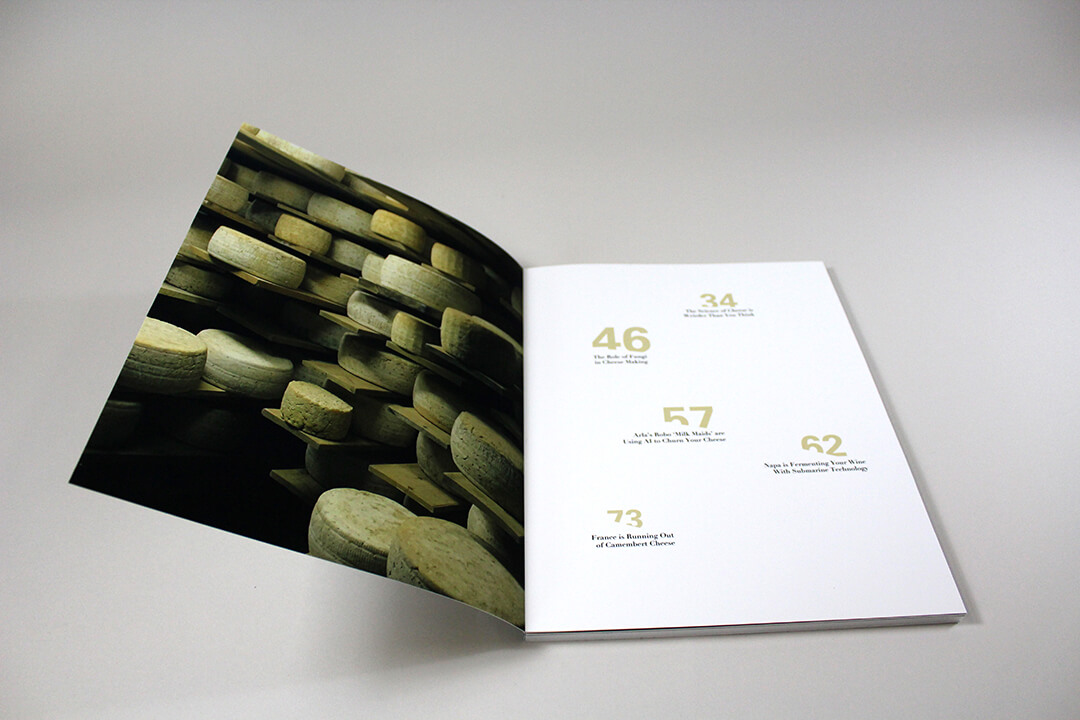 34
The Science of Cheese is
Weirder Than You Think
46
The Role of Fungi
in Cheese Making
57
Arla's Robo 'Milk Maids' are
Using AI to Churn Your Cheese
62
Napa is Fermenting Your Wine
With Submarine Technology
73
France is Running Out
of Camembert Cheese